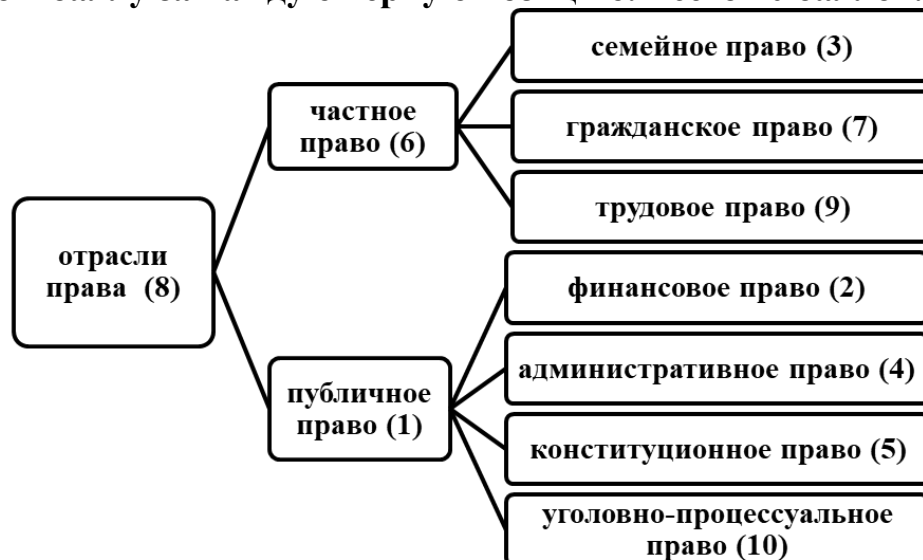 семейное право (3)
частное
право (6)
гражданское право (7)
трудовое право (9)
отрасли
права (8)
финансовое право (2)
публичное
право (1)
административное право (4)
конституционное право (5)
уголовно-процессуальное
право (10)